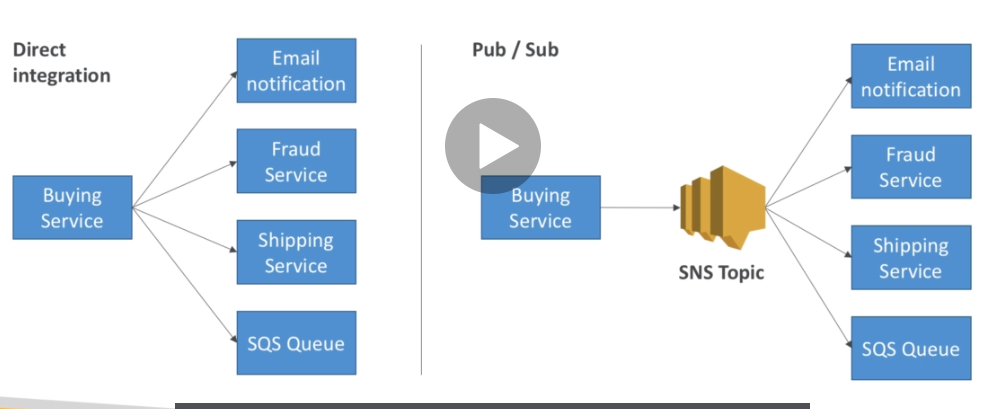 Direct
integration
Email
notification
Fraud
Service
Buying
Service
Shipping
Service
SQS Queue
Pub / Sub
Buying
Service
SNS Topic
Email
notification
Fraud
Service
Shipping
Service
SQS Queue